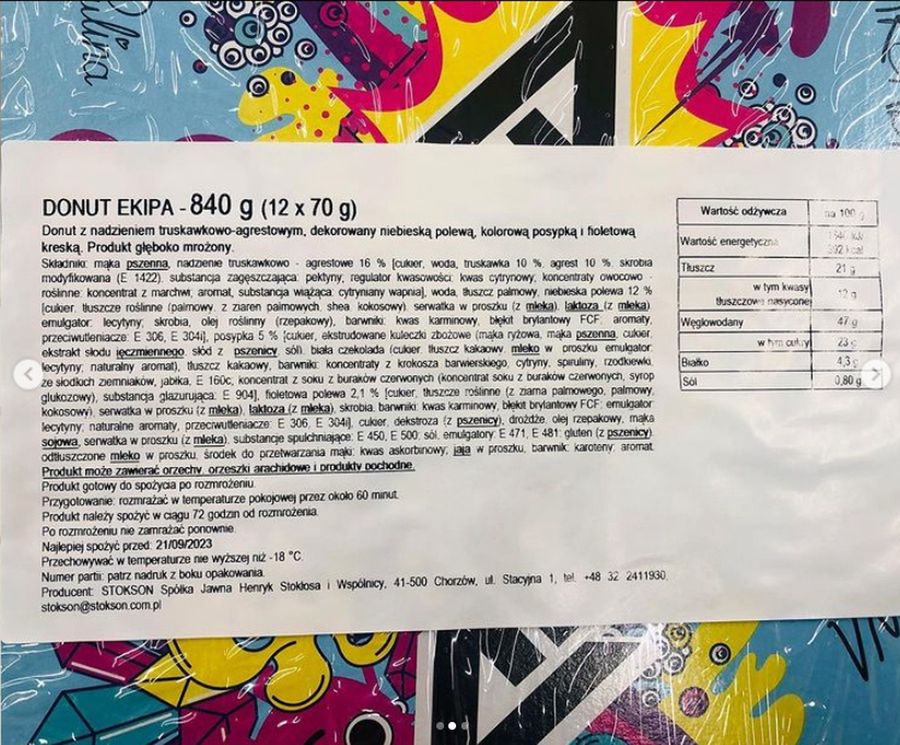 DONUT EKIPA - 840 g (12 x 70 g)
Donut z nadzieniem truskawkowo-agrestowym, dekorowany niebieską polewą, kolorową posypką i fioletową
kreską. Produkt głęboko mrożony.
Składniki: mąka pszenna, nadzienie truskawkowo - agrestowe 16 % [cukier, woda, truskawka 10 %, agrest 10 %, skrobia
modyfikowana (E 1422), substancja zagęszczająca: pektyny; regulator kwasowości: kwas cytrynowy; koncentraty owocowo -
roślinne: koncentrat z marchwi; aromat, substancja wiążąca: cytryniany wapnia], woda, tłuszcz palmowy, niebieska polewa 12 %
[cukier, tłuszcze roślinne (palmowy, z ziaren palmowych, shea, kokosowy), serwatka w proszku (z mleka), laktoza (z mleka),
emulgator: lecytyny; skrobia, olej roślinny (rzepakowy), barwniki: kwas karminowy, błękit brylantowy FCF; aromaty,
przeciwutleniacze: E 306, E 304i], posypka 5 % [cukier, ekstrudowane kuleczki zbożowe (mąka ryżowa, mąka pszenna, cukier,
ekstrakt słodu jęczmiennego, słód z pszenicy, sól), biała czekolada (cukier, tłuszcz kakaowy, mleko w proszku, emulgator:
lecytyny; naturalny aromat), tłuszcz kakaowy, barwniki: koncentraty z krokosza barwierskiego, cytryny, spiruliny, rzodkiewki,
ze słodkich ziemniaków, jabłka, E 160c, koncentrat z soku z buraków czerwonych (koncentrat soku z buraków czerwonych, syrop
glukozowy), substancja glazurująca: E 904], fioletowa polewa 2,1 % [cukier, tłuszcze roślinne (z ziarna palmowego, palmowy,
kokosowy), serwatka w proszku (z mleka), laktoza (z mleka), skrobia, barwniki: kwas karminowy, błękit brylantowy FCF; emulgator:
lecytyny; naturalne aromaty, przeciwutleniacze: E 306, E 304i], cukier, dekstroza (z pszenicy), drożdże, olej rzepakowy, mąka
sojowa, serwatka w proszku (z mleka), substancje spulchniające: E 450, E 500; sól, emulgatory: E 471, E 481; gluten (z pszenicy),
odtłuszczone mleko w proszku, środek do przetwarzania mąki: kwas askorbinowy; jaja w proszku, barwnik: karoteny; aromat.
Produkt może zawierać orzechy, orzeszki arachidowe i produkty pochodne.
Produkt gotowy do spożycia po rozmrożeniu.
Przygotowanie: rozmrażać w temperaturze pokojowej przez około 60 minut.
Produkt należy spożyć w ciągu 72 godzin od rozmrożenia.
Po rozmrożeniu nie zamrażać ponownie.
Najlepiej spożyć przed: 21/09/2023
Przechowywać w temperaturze nie wyższej niż -18 °C.
Numer partii: patrz nadruk z boku opakowania.
Producent: STOKSON Spółka Jawna Henryk Stokłosa i Wspólnicy, 41-500 Chorzów, ul. Stacyjna 1, tel. +48 32 2411930,
stokson@stokson.com.pl
Wartość odżywcza na 100 g
Wartość energetyczna
392 kcal
Tłuszcz 21 g
w tym kwasy
tłuszczowe nasycone 12 g
Węglowodany 47 g
w tym cukry 23 g
Białko 4,3 g
Sól 0,80 g